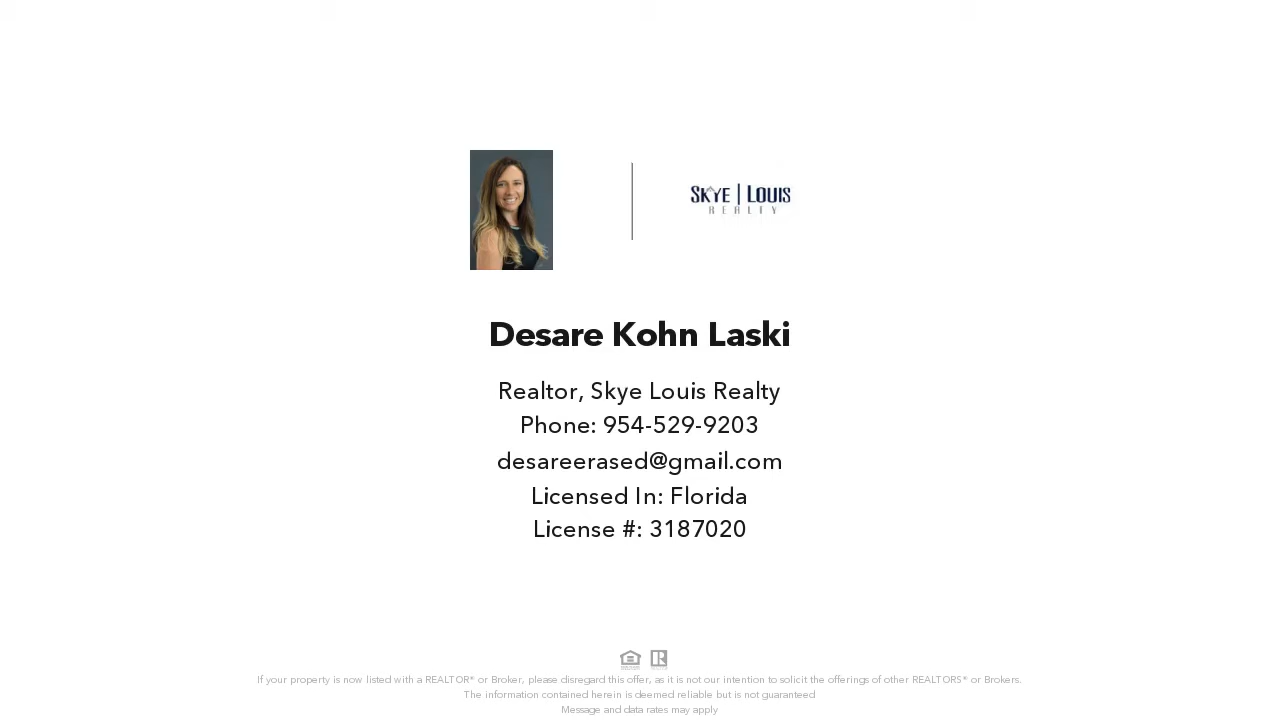 SKYE | LOUIS
REALTY
Desare Kohn Laski
Realtor, Skye Louis Realty
Phone: 954-529-9203
desareerased@gmail.com
Licensed In: Florida
License #: 3187020
If your property is now listed with a REALTOR® or Broker, please disregard this offer, as it is not our intention to solicit the offerings of other REALTORS® or Brokers.
The information contained herein is deemed reliable but is not guaranteed
Message and data rates may apply